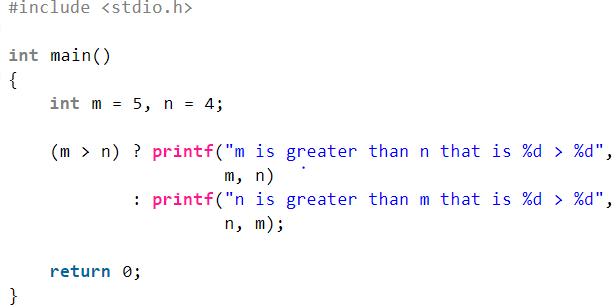 #include <stdio.h>
int main()
{
    int m = 5, n = 4;
    (m > n) ? printf("m is greater than n that is %d > %d",
                     m, n)
            : printf("n is greater than m that is %d > %d",
                     n, m);
    return 0;
}